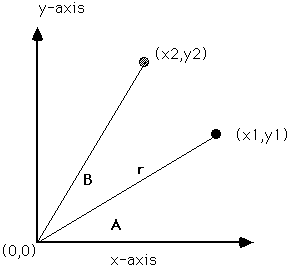 y-axis
(x2,y2)
(x1,y1)
B
r
A
(0,0)
x-axis